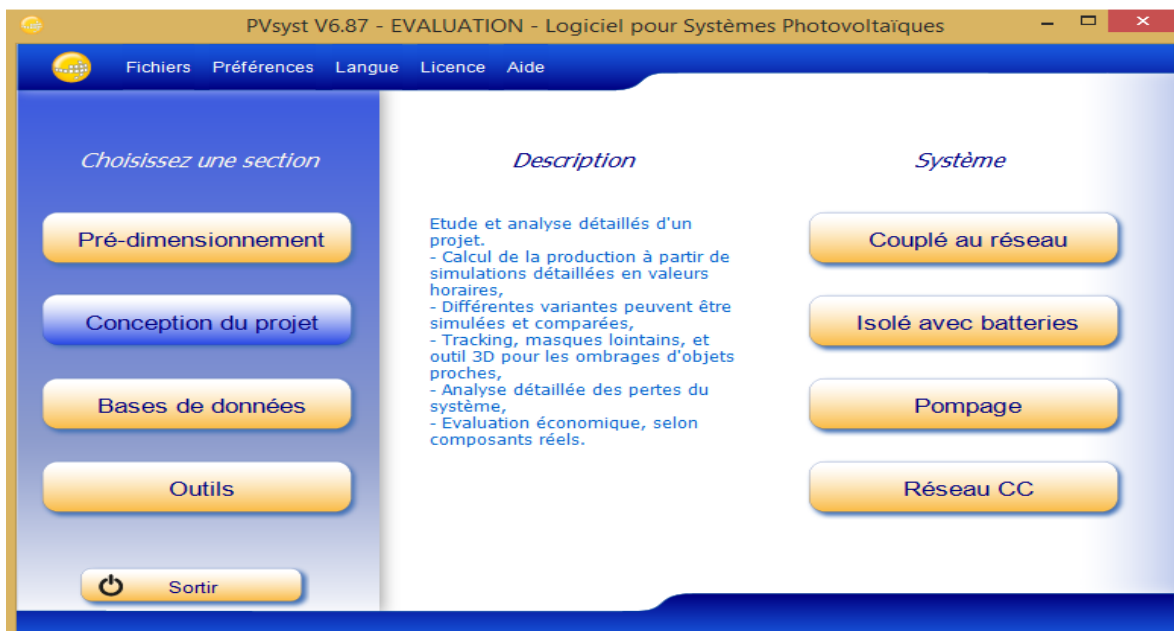 PVsyst V6.87 - EVALUATION - Logiciel pour Systèmes Photovoltaïques
Fichiers Préférences Langue Licence Aide
Choisissez une section
Pré-dimensionnement
Conception du projet
Bases de données
Outils
Sortir
Description
Etude et analyse détaillés d'un
projet.
- Calcul de la production à partir de
simulations détaillées en valeurs
horaires,
- Différentes variantes peuvent être
simulées et comparées,
- Tracking, masques lointains, et
outil 3D pour les ombrages d'objets
proches,
- Analyse détaillée des pertes du
système,
- Evaluation économique, selon
composants réels.
Système
Couplé au réseau
Isolé avec batteries
Pompage
Réseau CC